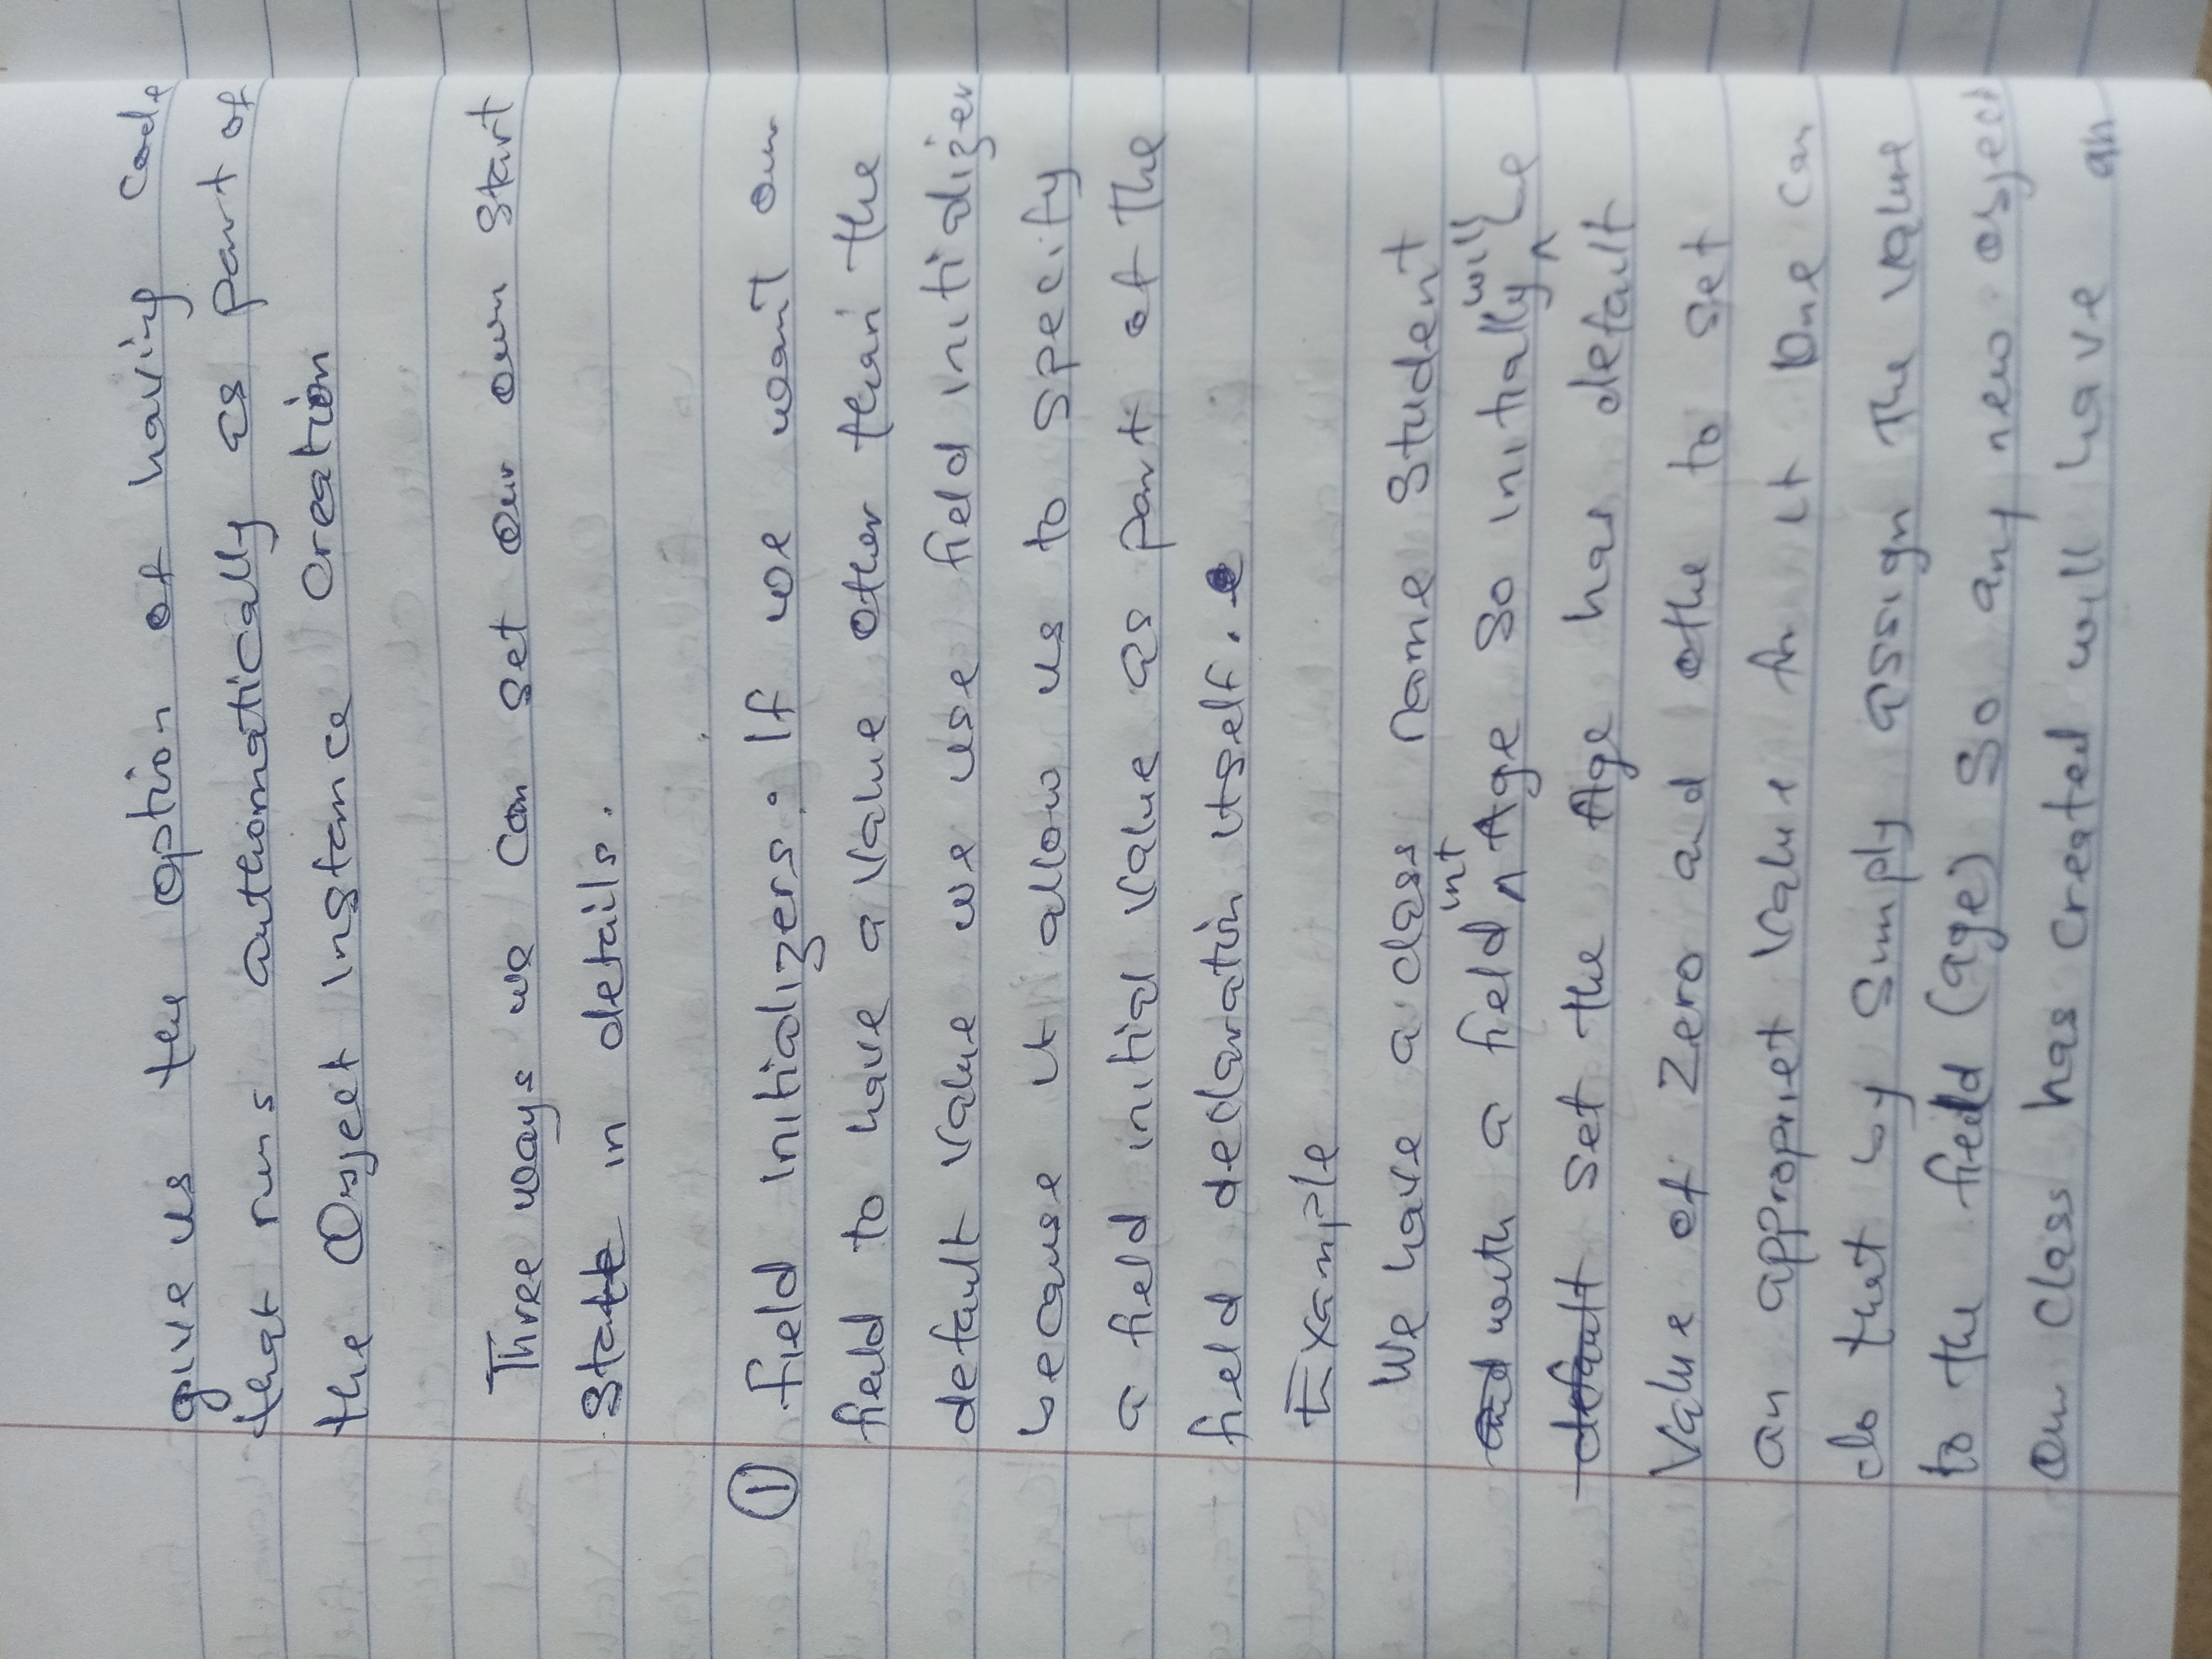 give us the option of having code
that runs authomatically as part of
the Object instance creation
Three ways we can set our own start
State in details.
① field initializers: If we want our
field to have a value other than the
default value we use field initializer
because it allow us to specify
a field initial value as part of the
field declaration itself.
Example
We have a class name Student
and with a field int Age So initially will be
default set the Age has default
Value of Zero and othe to set
an appropriet value for it one can
do that by Simply assign the value
to the field (age) So any new object
our class has created will have an